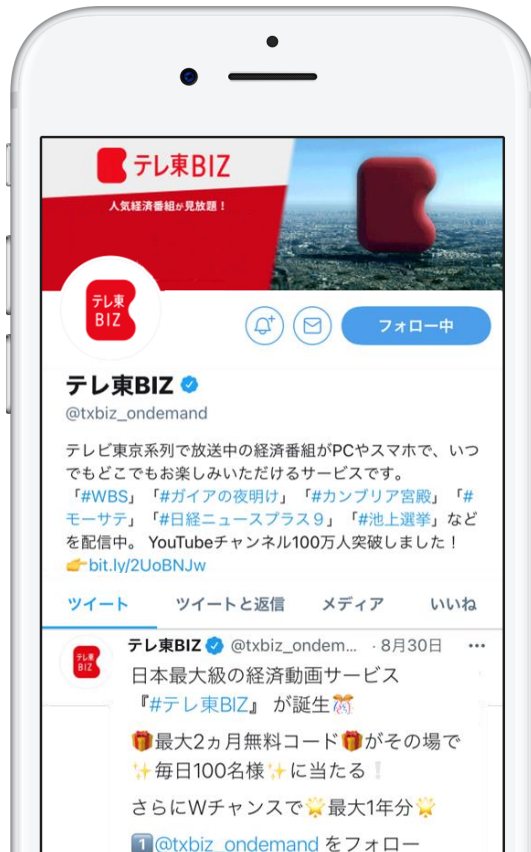 テレ東BIZ
人気経済番組が見放題！
テレ東
BIZ
フォロー中
テレ東BIZ
@txbiz_ondemand
テレビ東京系列で放送中の経済番組がPCやスマホで、いつ
でもどこでもお楽しみいただけるサービスです。
「#WBS」「#ガイアの夜明け」「#カンブリア宮殿」「#
モーサテ」「#日経ニュースプラス９」「#池上選挙」など
を配信中。 YouTubeチャンネル100万人突破しました！
👉bit.ly/2UoBNJw
ツイート ツイートと返信 メディア いいね
テレ東
BIZ
テレ東BIZ @txbiz_ondem... ·8月30日
日本最大級の経済動画サービス
『#テレ東BIZ』 が誕生🎊
🎁最大2ヵ月無料コード🎁がその場で
✨毎日100名様✨に当たる❕
さらにWチャンスで🌟最大1年分🌟
1️⃣@txbiz_ondemand をフォロー